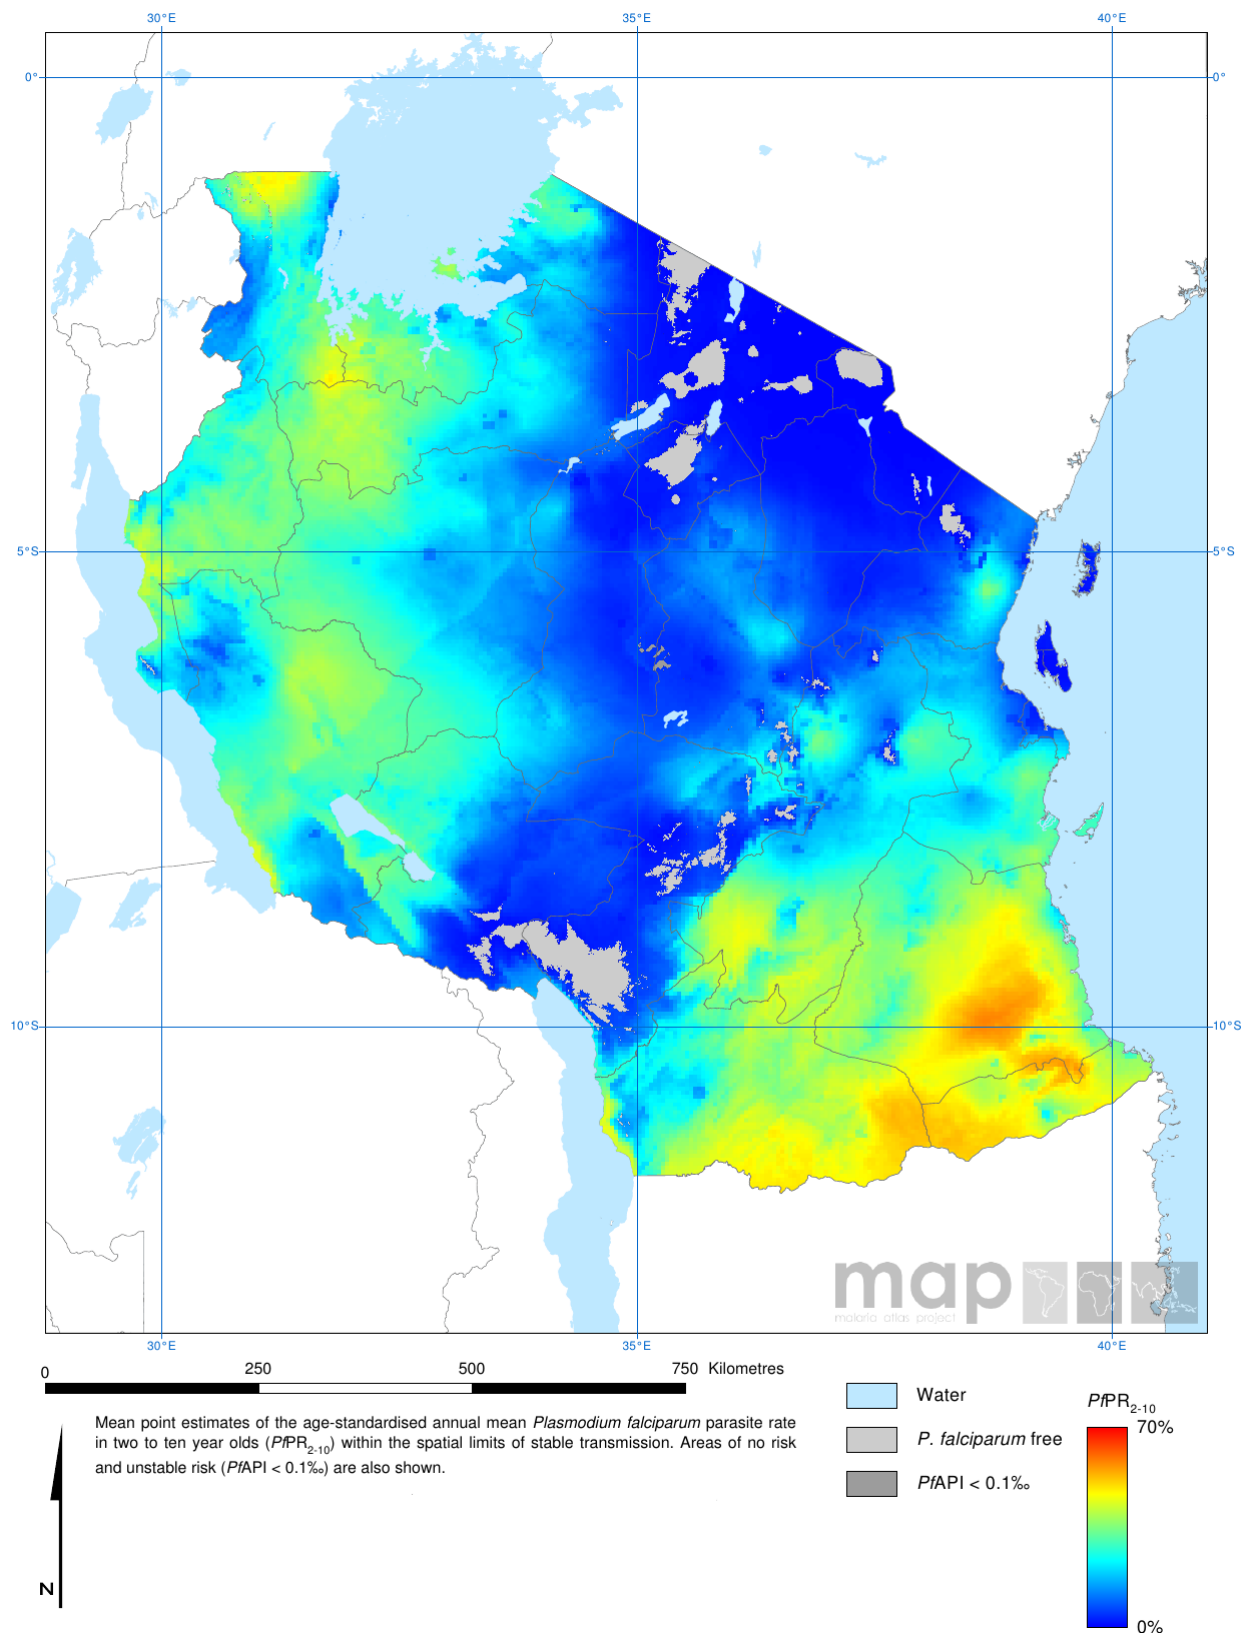 30°E 35°E 40°E
0° 0°
5°S 5°S
10°S 10°S
map
malaria atlas project
30°E 35°E 40°E
0 250 500 750 Kilometres
Mean point estimates of the age-standardised annual mean Plasmodium falciparum parasite rate
in two to ten year olds (PfPR2-10) within the spatial limits of stable transmission. Areas of no risk
and unstable risk (PfAPI < 0.1‰) are also shown.
N
Water
P. falciparum free
PfAPI < 0.1‰
PfPR2-10
70%
0%